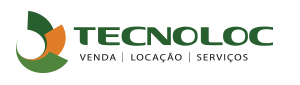 TECNOLOC
VENDA | LOCAÇÃO | SERVIÇOS